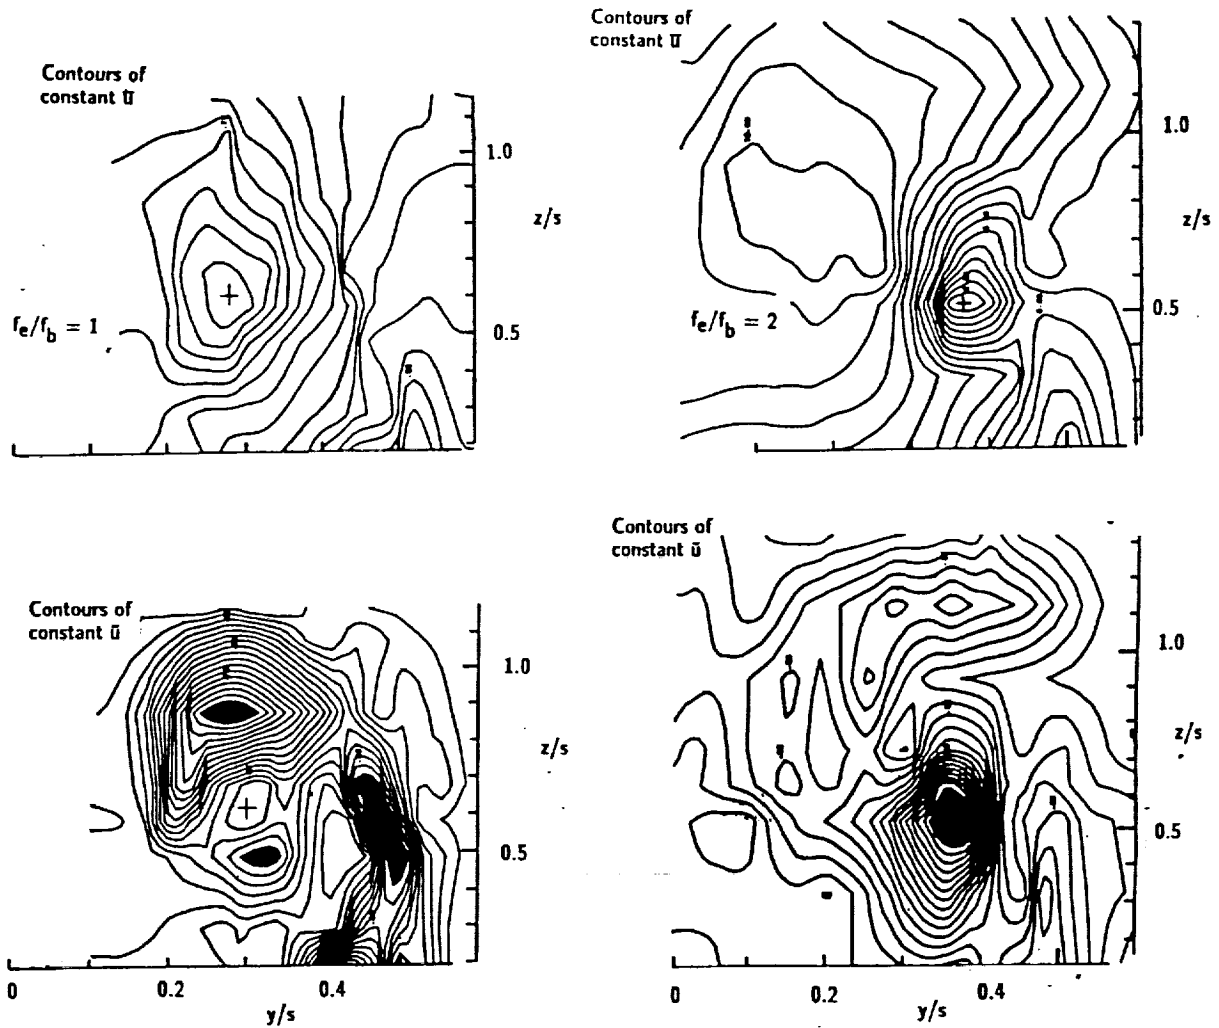 Contours of
constant U̅
Contours of
constant U̅
1.0
z/s
f_e/f_b = 1
0.5
1.0
z/s
f_e/f_b = 2
0.5
Contours of
constant ū
Contours of
constant ū
1.0
z/s
0.5
1.0
z/s
0.5
0
0.2
0.4
y/s
0
0.2
0.4
y/s